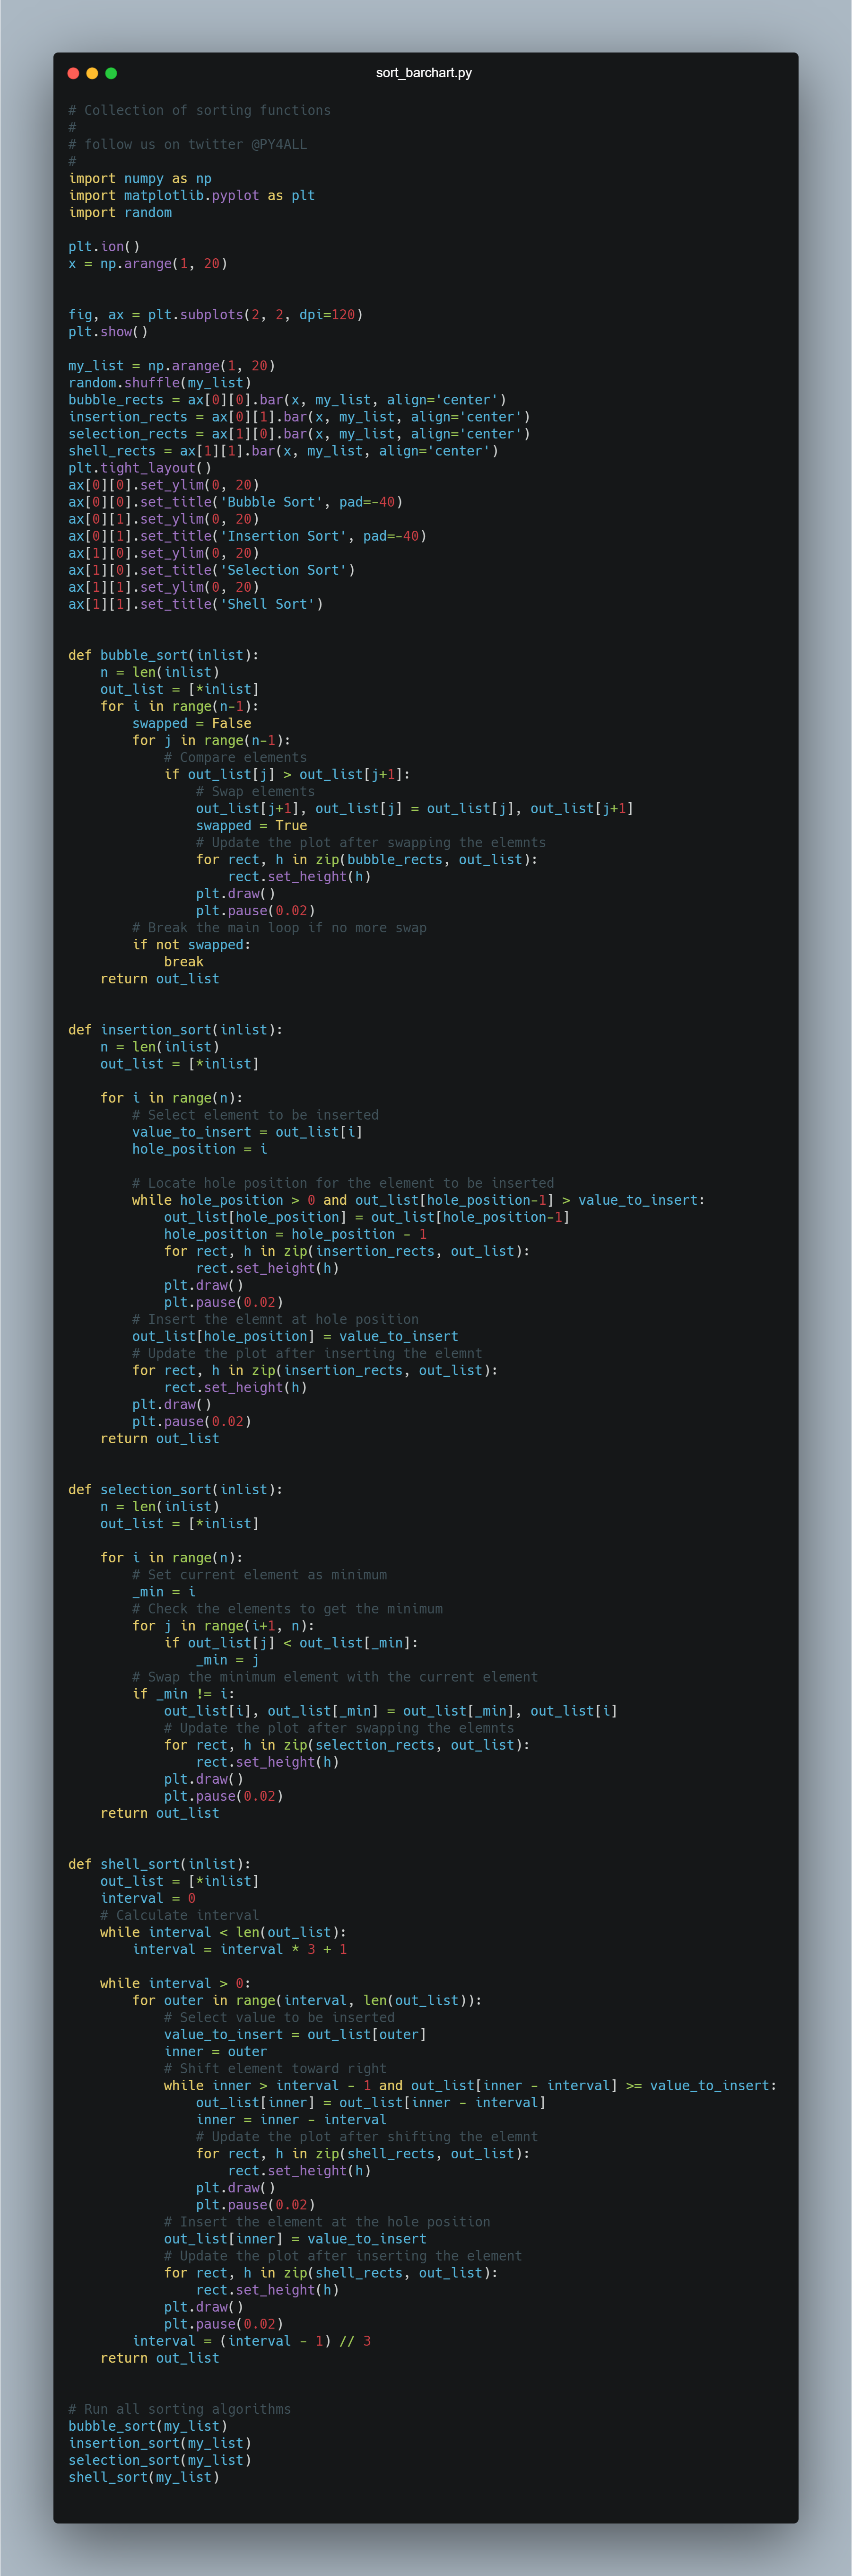 sort_barchart.py
# Collection of sorting functions
#
# follow us on twitter @PY4ALL
#
import numpy as np
import matplotlib.pyplot as plt
import random

plt.ion()
x = np.arange(1, 20)


fig, ax = plt.subplots(2, 2, dpi=120)
plt.show()

my_list = np.arange(1, 20)
random.shuffle(my_list)
bubble_rects = ax[0][0].bar(x, my_list, align='center')
insertion_rects = ax[0][1].bar(x, my_list, align='center')
selection_rects = ax[1][0].bar(x, my_list, align='center')
shell_rects = ax[1][1].bar(x, my_list, align='center')
plt.tight_layout()
ax[0][0].set_ylim(0, 20)
ax[0][0].set_title('Bubble Sort', pad=-40)
ax[0][1].set_ylim(0, 20)
ax[0][1].set_title('Insertion Sort', pad=-40)
ax[1][0].set_ylim(0, 20)
ax[1][0].set_title('Selection Sort')
ax[1][1].set_ylim(0, 20)
ax[1][1].set_title('Shell Sort')


def bubble_sort(inlist):
    n = len(inlist)
    out_list = [*inlist]
    for i in range(n-1):
        swapped = False
        for j in range(n-1):
            # Compare elements
            if out_list[j] > out_list[j+1]:
                # Swap elements
                out_list[j+1], out_list[j] = out_list[j], out_list[j+1]
                swapped = True
                # Update the plot after swapping the elemnts
                for rect, h in zip(bubble_rects, out_list):
                    rect.set_height(h)
                plt.draw()
                plt.pause(0.02)
        # Break the main loop if no more swap
        if not swapped:
            break
    return out_list


def insertion_sort(inlist):
    n = len(inlist)
    out_list = [*inlist]

    for i in range(n):
        # Select element to be inserted
        value_to_insert = out_list[i]
        hole_position = i

        # Locate hole position for the element to be inserted
        while hole_position > 0 and out_list[hole_position-1] > value_to_insert:
            out_list[hole_position] = out_list[hole_position-1]
            hole_position = hole_position - 1
            for rect, h in zip(insertion_rects, out_list):
                rect.set_height(h)
            plt.draw()
            plt.pause(0.02)
        # Insert the elemnt at hole position
        out_list[hole_position] = value_to_insert
        # Update the plot after inserting the elemnt
        for rect, h in zip(insertion_rects, out_list):
            rect.set_height(h)
        plt.draw()
        plt.pause(0.02)
    return out_list


def selection_sort(inlist):
    n = len(inlist)
    out_list = [*inlist]

    for i in range(n):
        # Set current element as minimum
        _min = i
        # Check the elements to get the minimum
        for j in range(i+1, n):
            if out_list[j] < out_list[_min]:
                _min = j
        # Swap the minimum element with the current element
        if _min != i:
            out_list[i], out_list[_min] = out_list[_min], out_list[i]
            # Update the plot after swapping the elemnts
            for rect, h in zip(selection_rects, out_list):
                rect.set_height(h)
            plt.draw()
            plt.pause(0.02)
    return out_list


def shell_sort(inlist):
    out_list = [*inlist]
    interval = 0
    # Calculate interval
    while interval < len(out_list):
        interval = interval * 3 + 1

    while interval > 0:
        for outer in range(interval, len(out_list)):
            # Select value to be inserted
            value_to_insert = out_list[outer]
            inner = outer
            # Shift element toward right
            while inner > interval - 1 and out_list[inner - interval] >= value_to_insert:
                out_list[inner] = out_list[inner - interval]
                inner = inner - interval
                # Update the plot after shifting the elemnt
                for rect, h in zip(shell_rects, out_list):
                    rect.set_height(h)
                plt.draw()
                plt.pause(0.02)
            # Insert the element at the hole position
            out_list[inner] = value_to_insert
            # Update the plot after inserting the element
            for rect, h in zip(shell_rects, out_list):
                rect.set_height(h)
            plt.draw()
            plt.pause(0.02)
        interval = (interval - 1) // 3
    return out_list


# Run all sorting algorithms
bubble_sort(my_list)
insertion_sort(my_list)
selection_sort(my_list)
shell_sort(my_list)